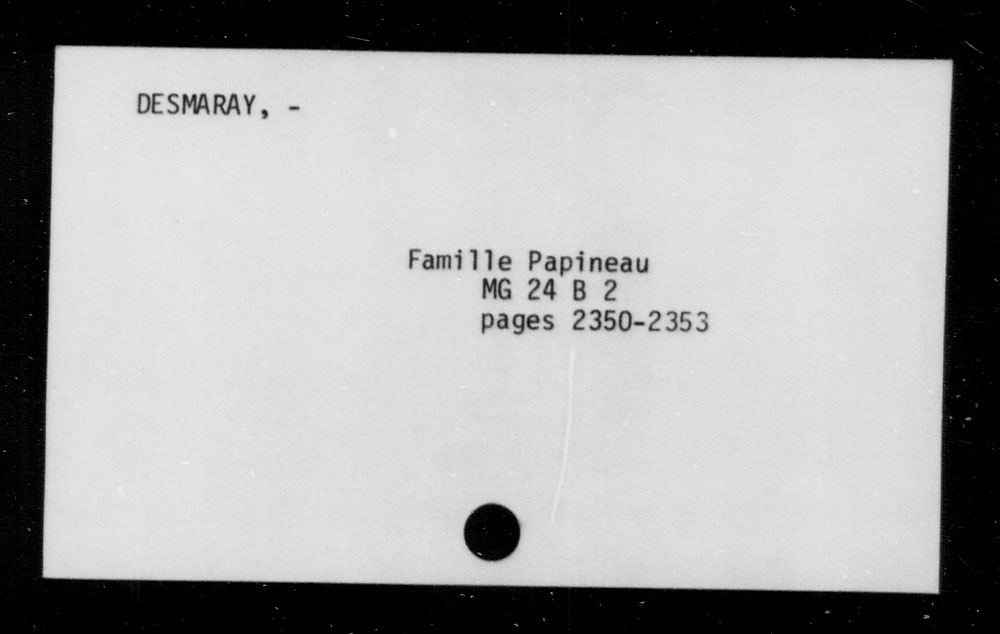 DESMARAY, -
Famille Papineau
MG 24 B 2
pages 2350-2353